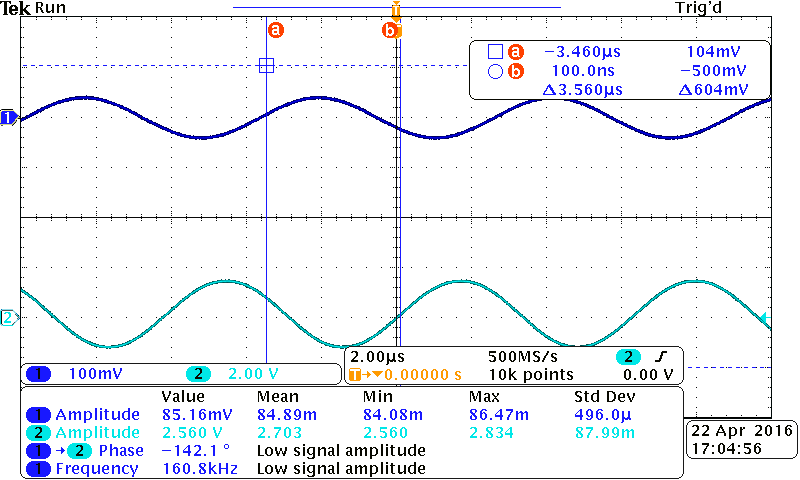 Tek Run Trig'd
T
a b
a −3.460µs 104mV
b 100.0ns −500mV
Δ3.560µs Δ604mV
1
2
1 100mV 2 2.00 V
2.00µs 500MS/s 2
T→▼0.00000 s 10k points 0.00 V
Value Mean Min Max Std Dev
1 Amplitude 85.16mV 84.89m 84.08m 86.47m 496.0µ
2 Amplitude 2.560 V 2.703 2.560 2.834 87.99m
1 → 2 Phase −142.1 ° Low signal amplitude
1 Frequency 160.8kHz Low signal amplitude
22 Apr 2016
17:04:56